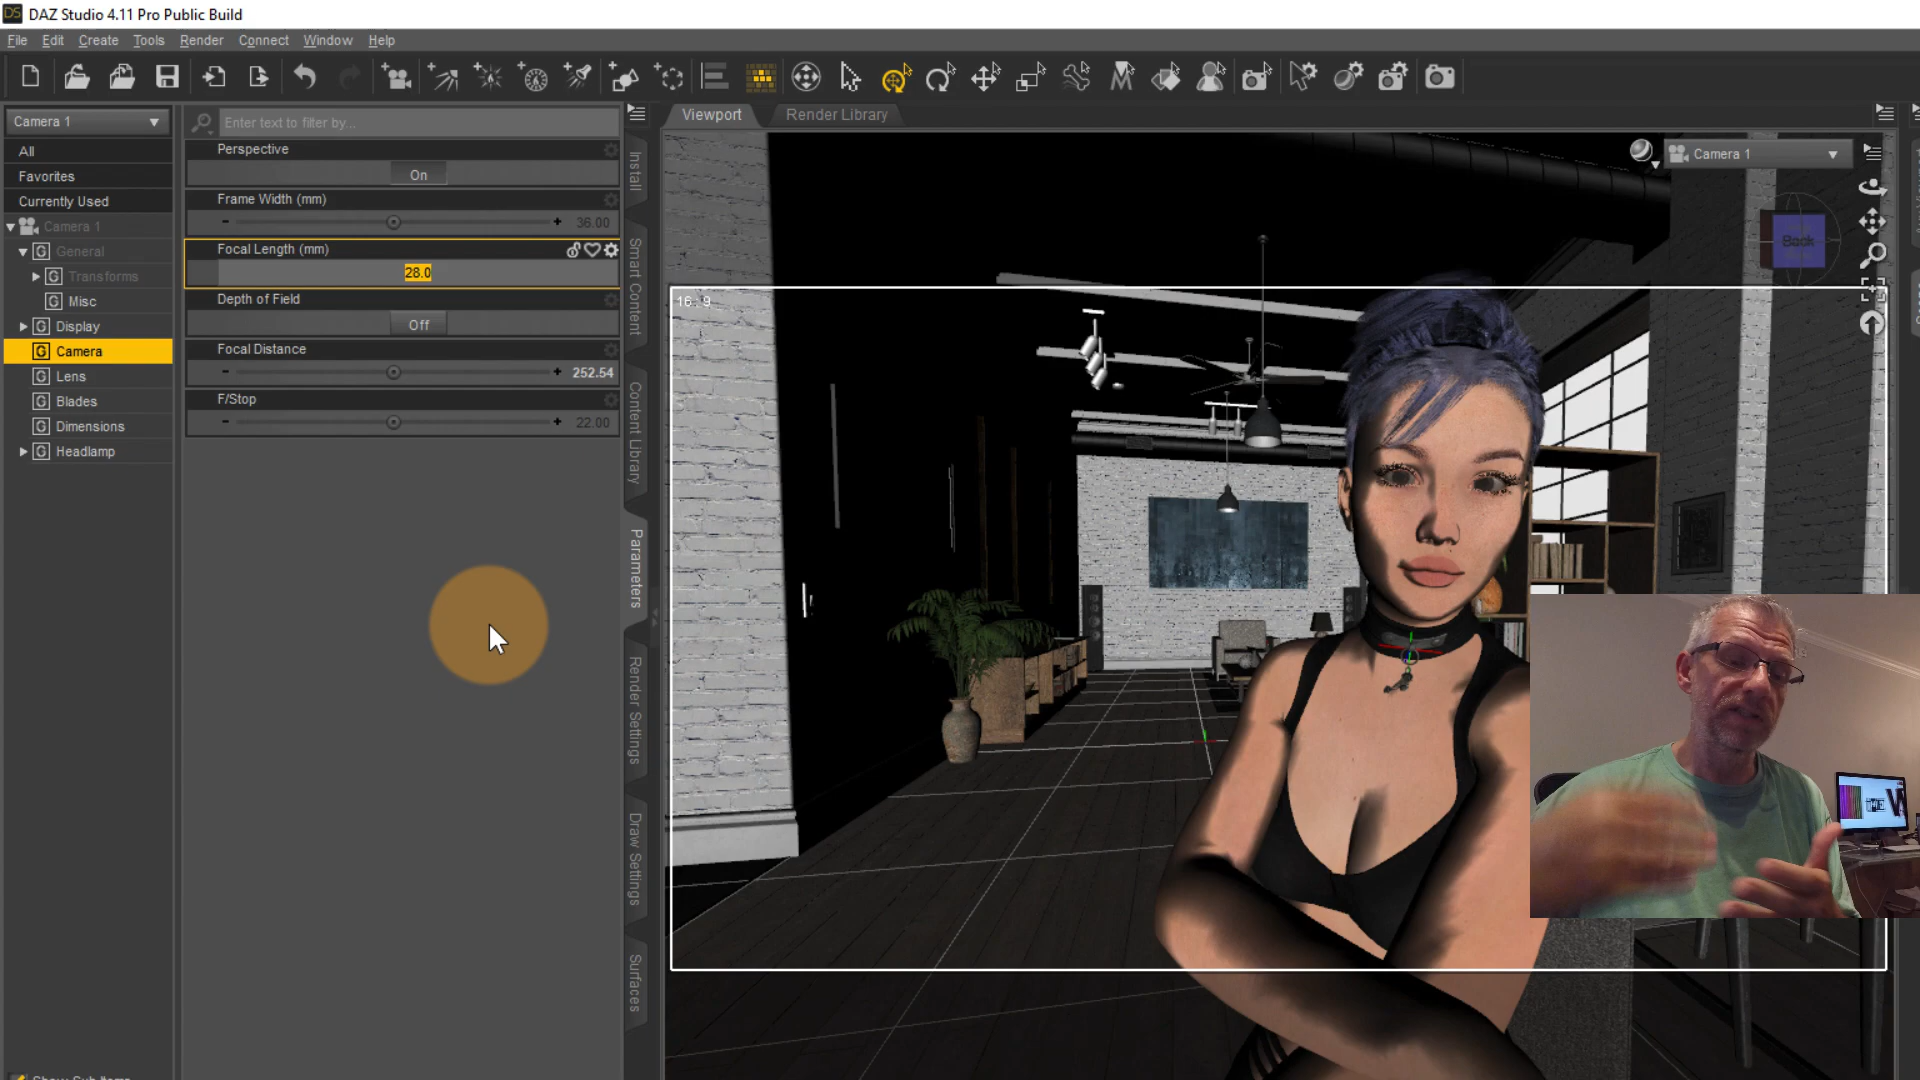 DAZ Studio 4.11 Pro Public Build
File Edit Create Tools Render Connect Window Help
Camera 1
Enter text to filter by...
Viewport
Render Library
All
Favorites
Currently Used
Camera 1
General
Transforms
Misc
Display
Camera
Lens
Blades
Dimensions
Headlamp
Perspective
On
Frame Width (mm)
36.00
Focal Length (mm)
28.0
Depth of Field
Off
Focal Distance
252.54
F/Stop
22.00
Install
Smart Content
Content Library
Parameters
Render Settings
Draw Settings
Surfaces
Camera 1
Back
16 : 9
Show Sub Items